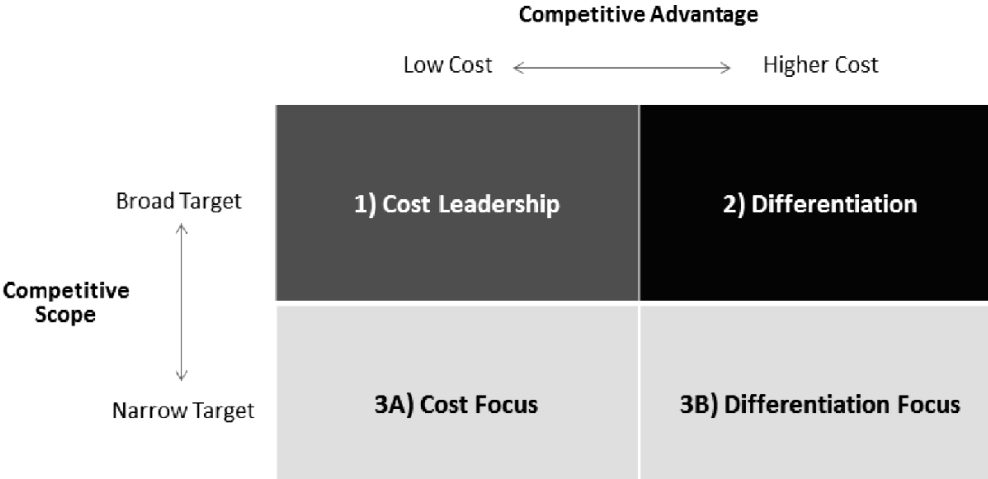 Competitive Advantage
Low Cost Higher Cost
Broad Target
1) Cost Leadership
2) Differentiation
Competitive
Scope
Narrow Target
3A) Cost Focus
3B) Differentiation Focus